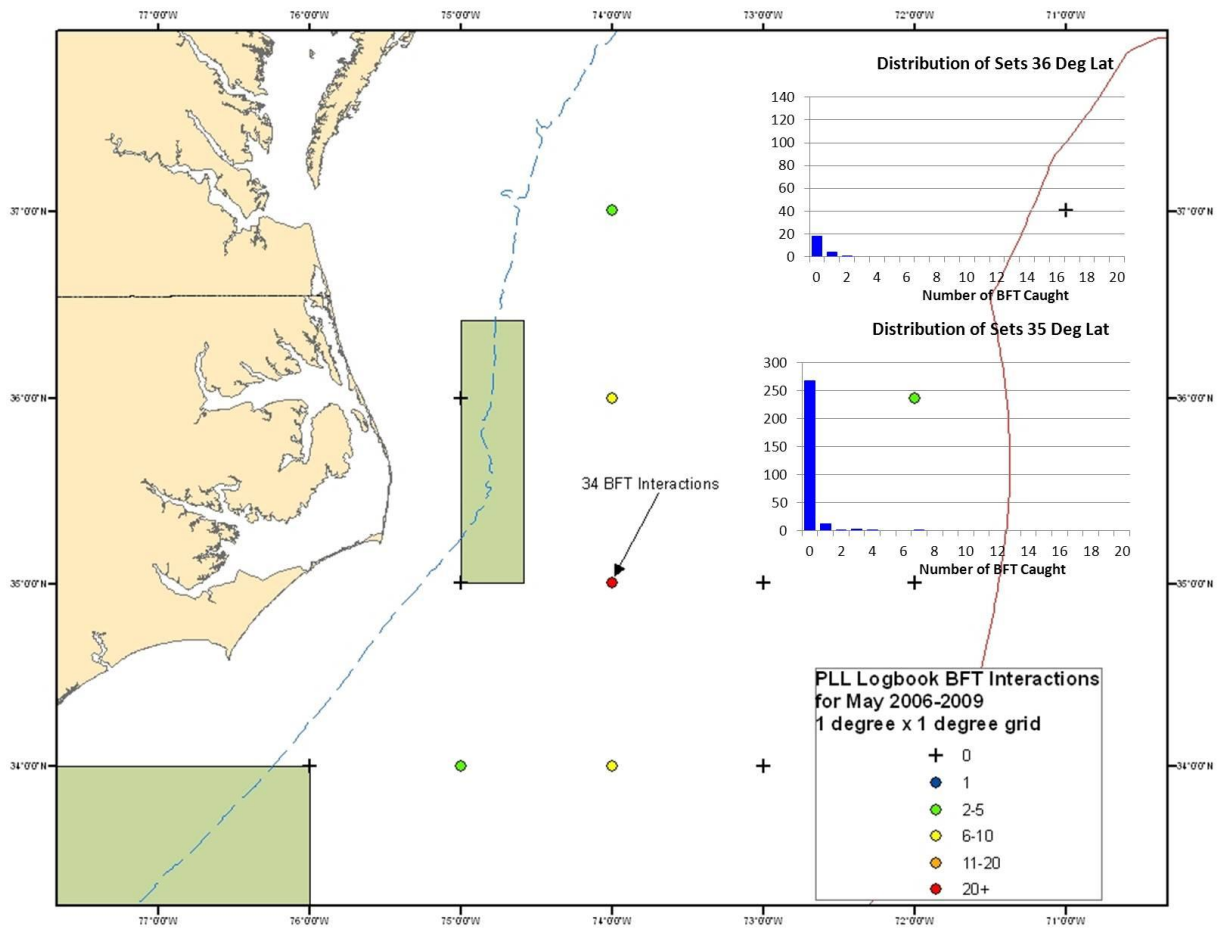 77°0'0"W 76°0'0"W 75°0'0"W 74°0'0"W 73°0'0"W 72°0'0"W 71°0'0"W
Distribution of Sets 36 Deg Lat
140
120
100
80
60
40
20
0
0 2 4 6 8 10 12 14 16 18 20
Number of BFT Caught
37°0'0"N 37°0'0"N
Distribution of Sets 35 Deg Lat
300
250
200
150
100
50
0
0 2 4 6 8 10 12 14 16 18 20
Number of BFT Caught
36°0'0"N 36°0'0"N
34 BFT Interactions
35°0'0"N 35°0'0"N
PLL Logbook BFT Interactions
for May 2006-2009
1 degree x 1 degree grid
0
1
2-5
6-10
11-20
20+
34°0'0"N 34°0'0"N
77°0'0"W 76°0'0"W 75°0'0"W 74°0'0"W 73°0'0"W 72°0'0"W 71°0'0"W